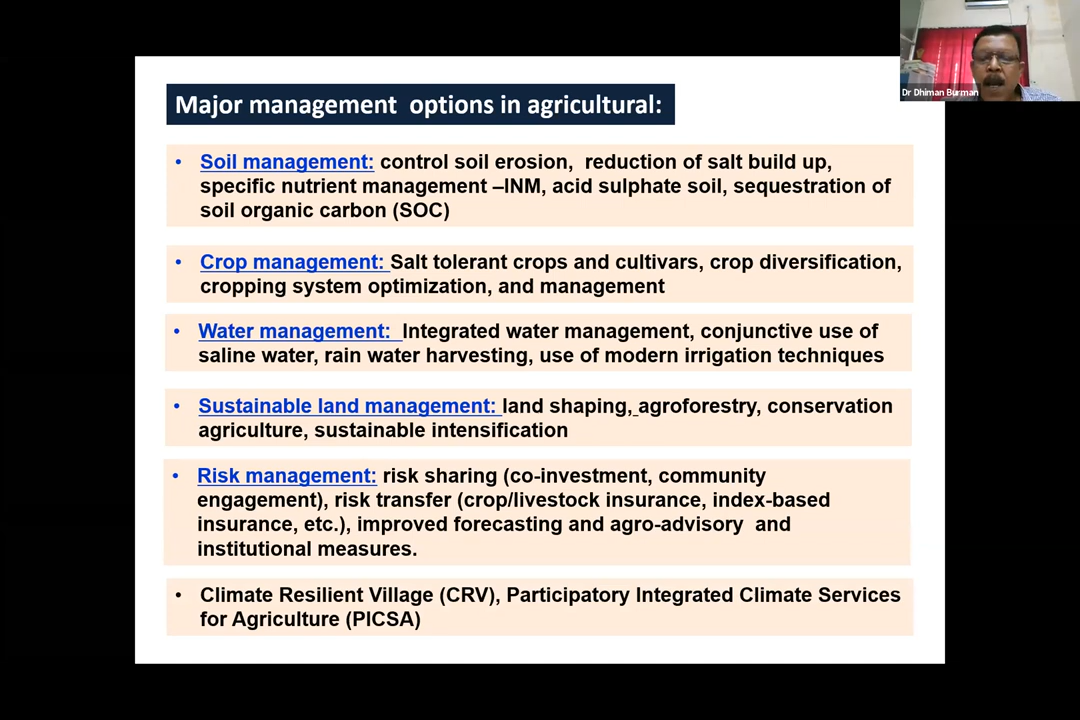 Dr Dhiman Burman
Major management options in agricultural:
• Soil management: control soil erosion, reduction of salt build up,
specific nutrient management –INM, acid sulphate soil, sequestration of
soil organic carbon (SOC)
• Crop management: Salt tolerant crops and cultivars, crop diversification,
cropping system optimization, and management
• Water management: Integrated water management, conjunctive use of
saline water, rain water harvesting, use of modern irrigation techniques
• Sustainable land management: land shaping, agroforestry, conservation
agriculture, sustainable intensification
• Risk management: risk sharing (co-investment, community
engagement), risk transfer (crop/livestock insurance, index-based
insurance, etc.), improved forecasting and agro-advisory and
institutional measures.
• Climate Resilient Village (CRV), Participatory Integrated Climate Services
for Agriculture (PICSA)